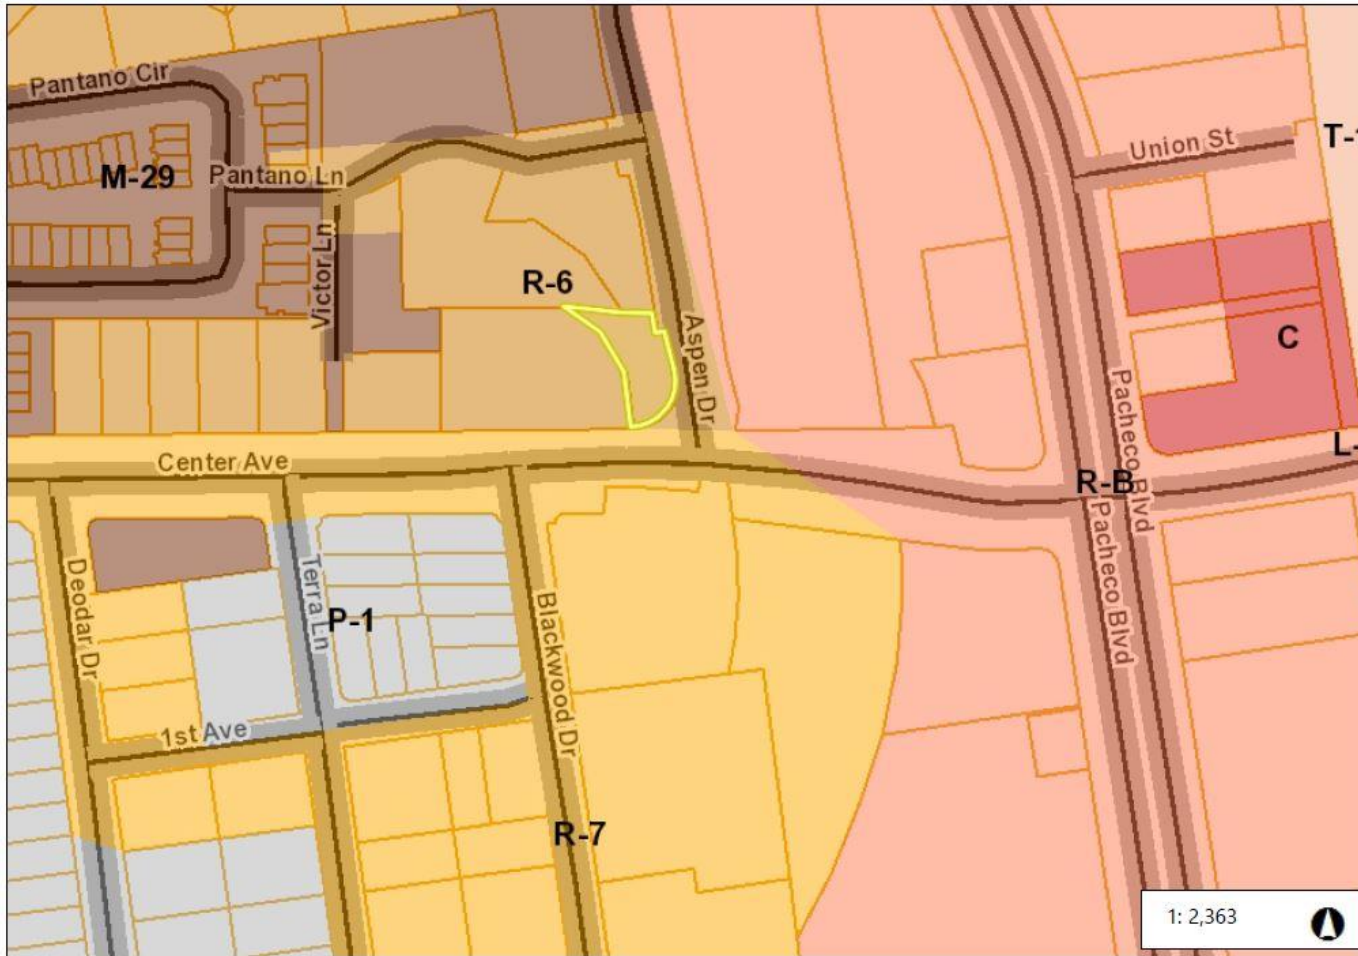 Pantano Cir
Union St
T-1
M-29
Pantano Ln
Victor Ln
R-6
Aspen Dr
C
Pacheco Blvd
L-
Center Ave
R-B
Pacheco Blvd
Deodar Dr
Terra Ln
P-1
Blackwood Dr
1st Ave
R-7
1: 2,363